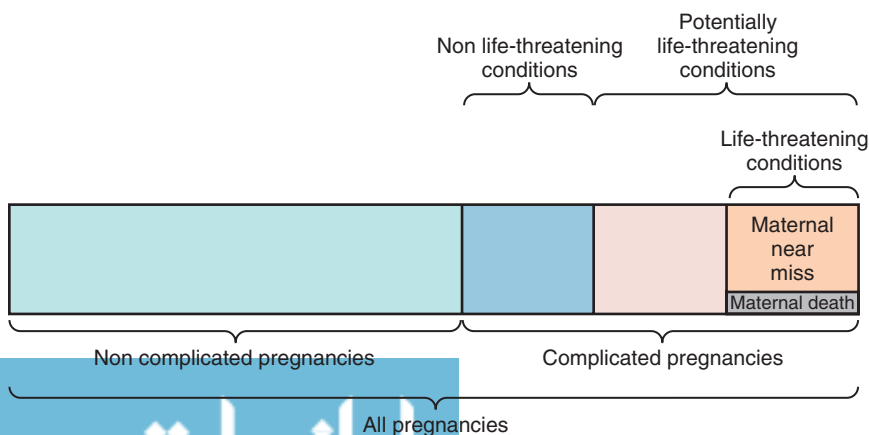 Potentially
life-threatening
conditions
Non life-threatening
conditions
Life-threatening
conditions
Maternal
near
miss
Maternal death
Non complicated pregnancies
Complicated pregnancies
All pregnancies